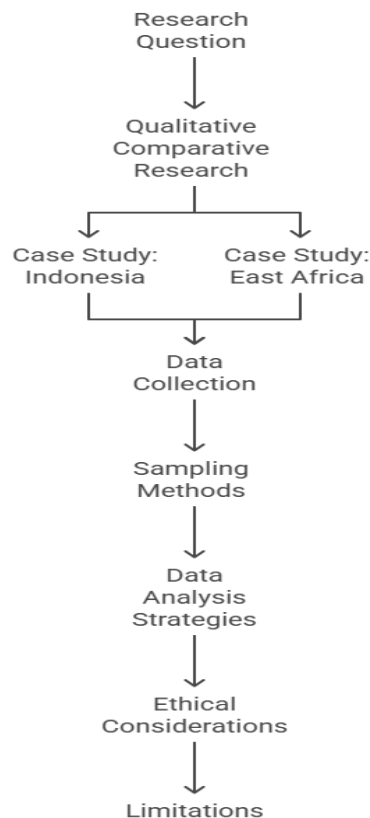 Research
Question
Qualitative
Comparative
Research
Case Study:
Indonesia
Case Study:
East Africa
Data
Collection
Sampling
Methods
Data
Analysis
Strategies
Ethical
Considerations
Limitations